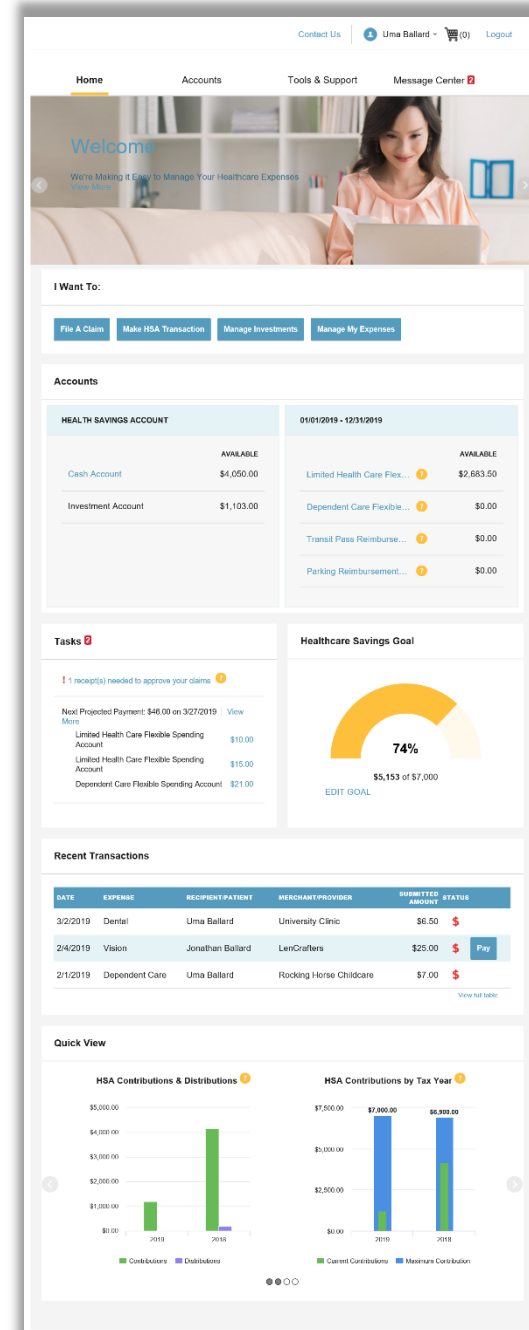 Contact Us Uma Ballard (0) Logout
Home Accounts Tools & Support Message Center 2
Welcome
We're Making it Easy to Manage Your Healthcare Expenses
View More
I Want To:
File A Claim Make HSA Transaction Manage Investments Manage My Expenses
Accounts
HEALTH SAVINGS ACCOUNT
AVAILABLE
Cash Account $4,050.00
Investment Account $1,103.00
01/01/2019 - 12/31/2019
AVAILABLE
Limited Health Care Flex... ? $2,683.50
Dependent Care Flexible... ? $0.00
Transit Pass Reimburse... ? $0.00
Parking Reimbursement... ? $0.00
Tasks 2
! 1 receipt(s) needed to approve your claims ?
Next Projected Payment: $46.00 on 3/27/2019 | View
More
Limited Health Care Flexible Spending
Account $10.00
Limited Health Care Flexible Spending
Account $15.00
Dependent Care Flexible Spending Account $21.00
Healthcare Savings Goal
74%
$5,153 of $7,000
EDIT GOAL
Recent Transactions
DATE EXPENSE RECIPIENT/PATIENT MERCHANT/PROVIDER SUBMITTED AMOUNT STATUS
3/2/2019 Dental Uma Ballard University Clinic $6.50 $
2/4/2019 Vision Jonathan Ballard LenCrafters $25.00 $ Pay
2/1/2019 Dependent Care Uma Ballard Rocking Horse Childcare $7.00 $
View full table
Quick View
HSA Contributions & Distributions ?
$5,000.00
$4,000.00
$3,000.00
$2,000.00
$1,000.00
$0.00
2019 2018
Contributions Distributions
HSA Contributions by Tax Year ?
$7,500.00
$7,000.00 $6,900.00
$5,000.00
$2,500.00
$0.00
2019 2018
Current Contributions Maximum Contribution